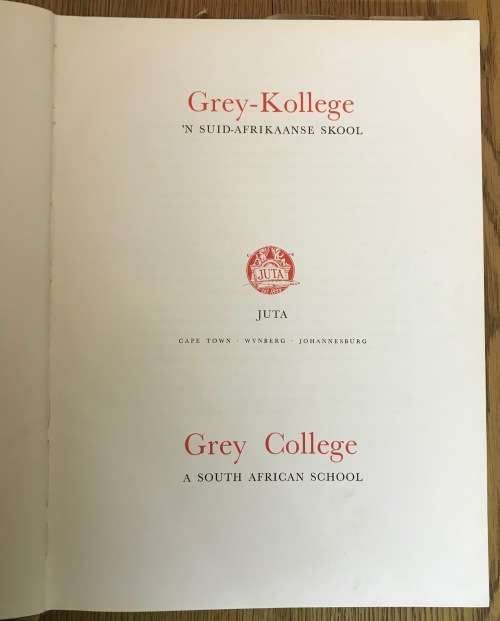 Grey-Kollege
'N SUID-AFRIKAANSE SKOOL
JUTA
JUTA
CAPE TOWN · WYNBERG · JOHANNESBURG
Grey College
A SOUTH AFRICAN SCHOOL